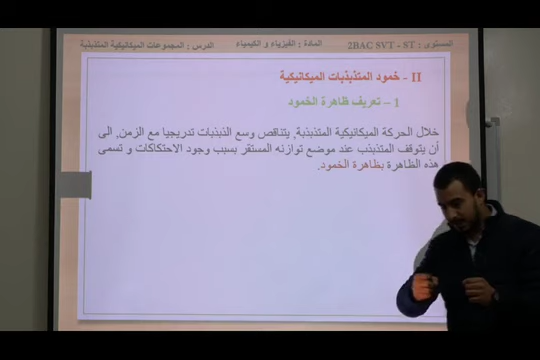 المستوى : 2BAC SVT - ST المادة : الفيزياء و الكيمياء الدرس : المجموعات الميكانيكية المتذبذبة
II - خمود المتذبذبات الميكانيكية
1 – تعريف ظاهرة الخمود
خلال الحركة الميكانيكية المتذبذبة, يتناقص وسع الذبذبات تدريجيا مع الزمن, الى
أن يتوقف المتذبذب عند موضع توازنه المستقر بسبب وجود الاحتكاكات و تسمى
هذه الظاهرة بظاهرة الخمود.